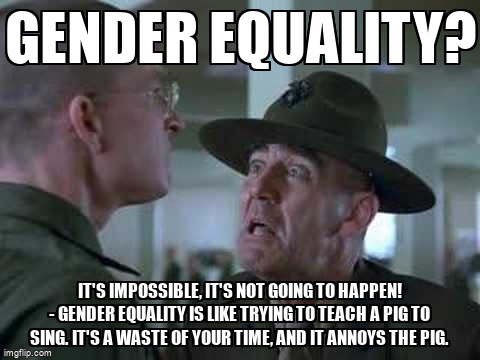 GENDER EQUALITY?
IT'S IMPOSSIBLE, IT'S NOT GOING TO HAPPEN!
- GENDER EQUALITY IS LIKE TRYING TO TEACH A PIG TO
SING. IT'S A WASTE OF YOUR TIME, AND IT ANNOYS THE PIG.
imgflip.com